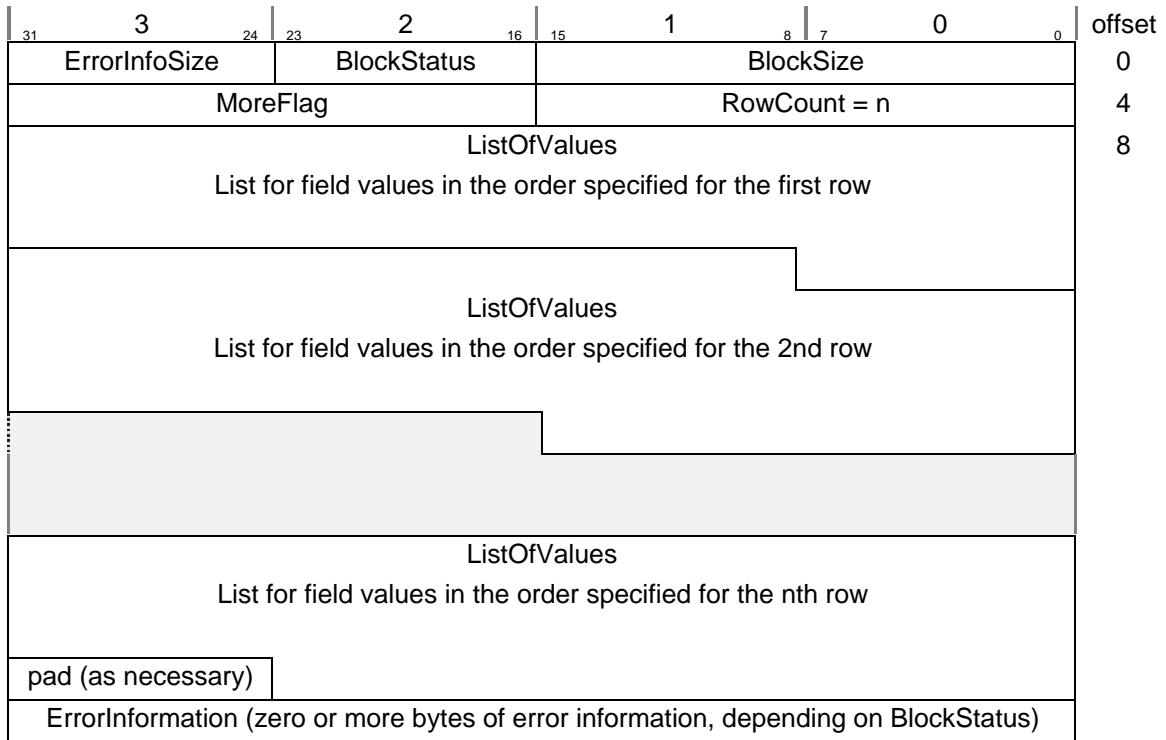 3 2 1 0 offset
31 24 23 16 15 8 7 0
ErrorInfoSize BlockStatus BlockSize 0
MoreFlag RowCount = n 4
ListOfValues 8
List for field values in the order specified for the first row
ListOfValues
List for field values in the order specified for the 2nd row
ListOfValues
List for field values in the order specified for the nth row
pad (as necessary)
ErrorInformation (zero or more bytes of error information, depending on BlockStatus)